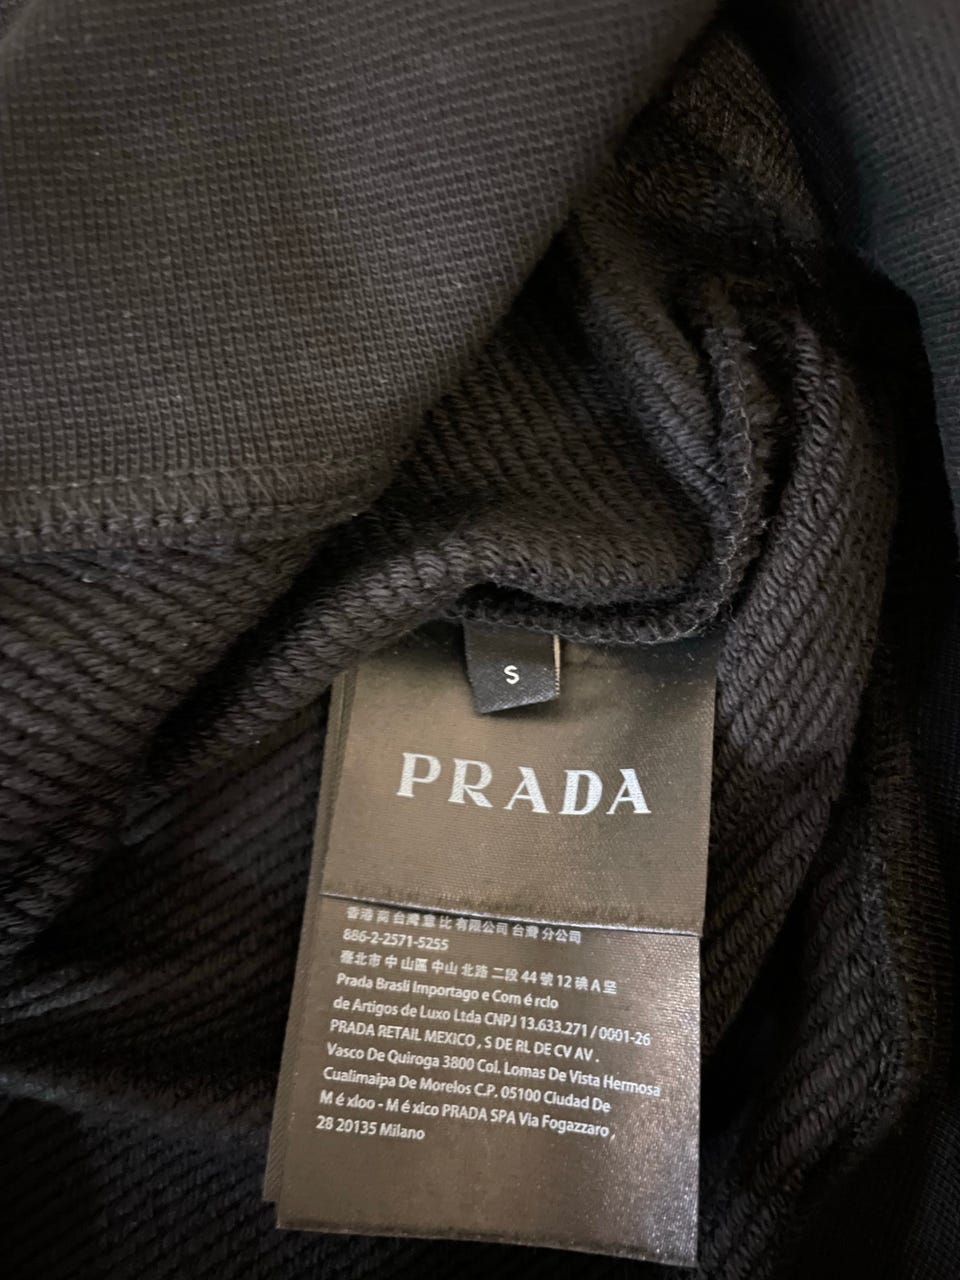 S
PRADA
香港商台灣意比有限公司台灣分公司
886-2-2571-5255
臺北市中山區中山北路二段44號12磽A坚
Prada Brasli Importago e Com é rclo
de Artigos de Luxo Ltda CNPJ 13.633.271 / 0001-26
PRADA RETAIL MEXICO , S DE RL DE CV AV .
Vasco De Quiroga 3800 Col. Lomas De Vista Hermosa
Cualimaipa De Morelos C.P. 05100 Ciudad De
M é xloo - M é xico PRADA SPA Via Fogazzaro ,
28 20135 Milano